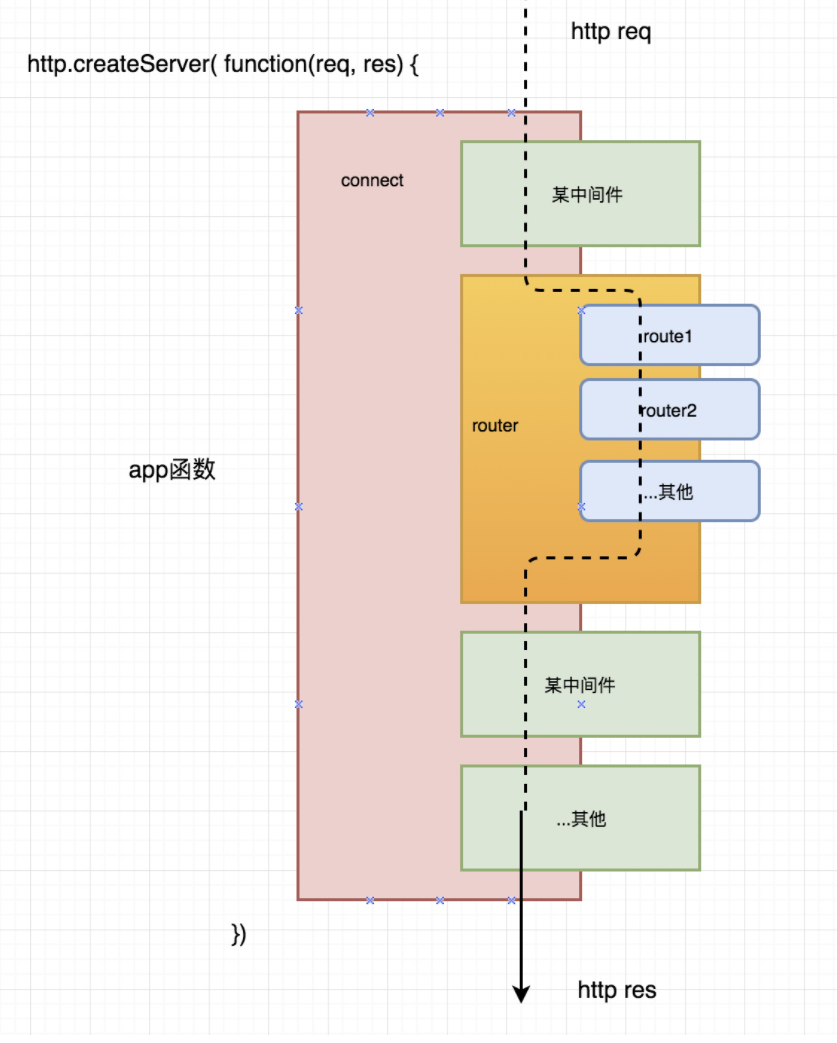 http req
http.createServer( function(req, res) {
connect
某中间件
route1
router2
router
app函数
...其他
某中间件
...其他
})
http res